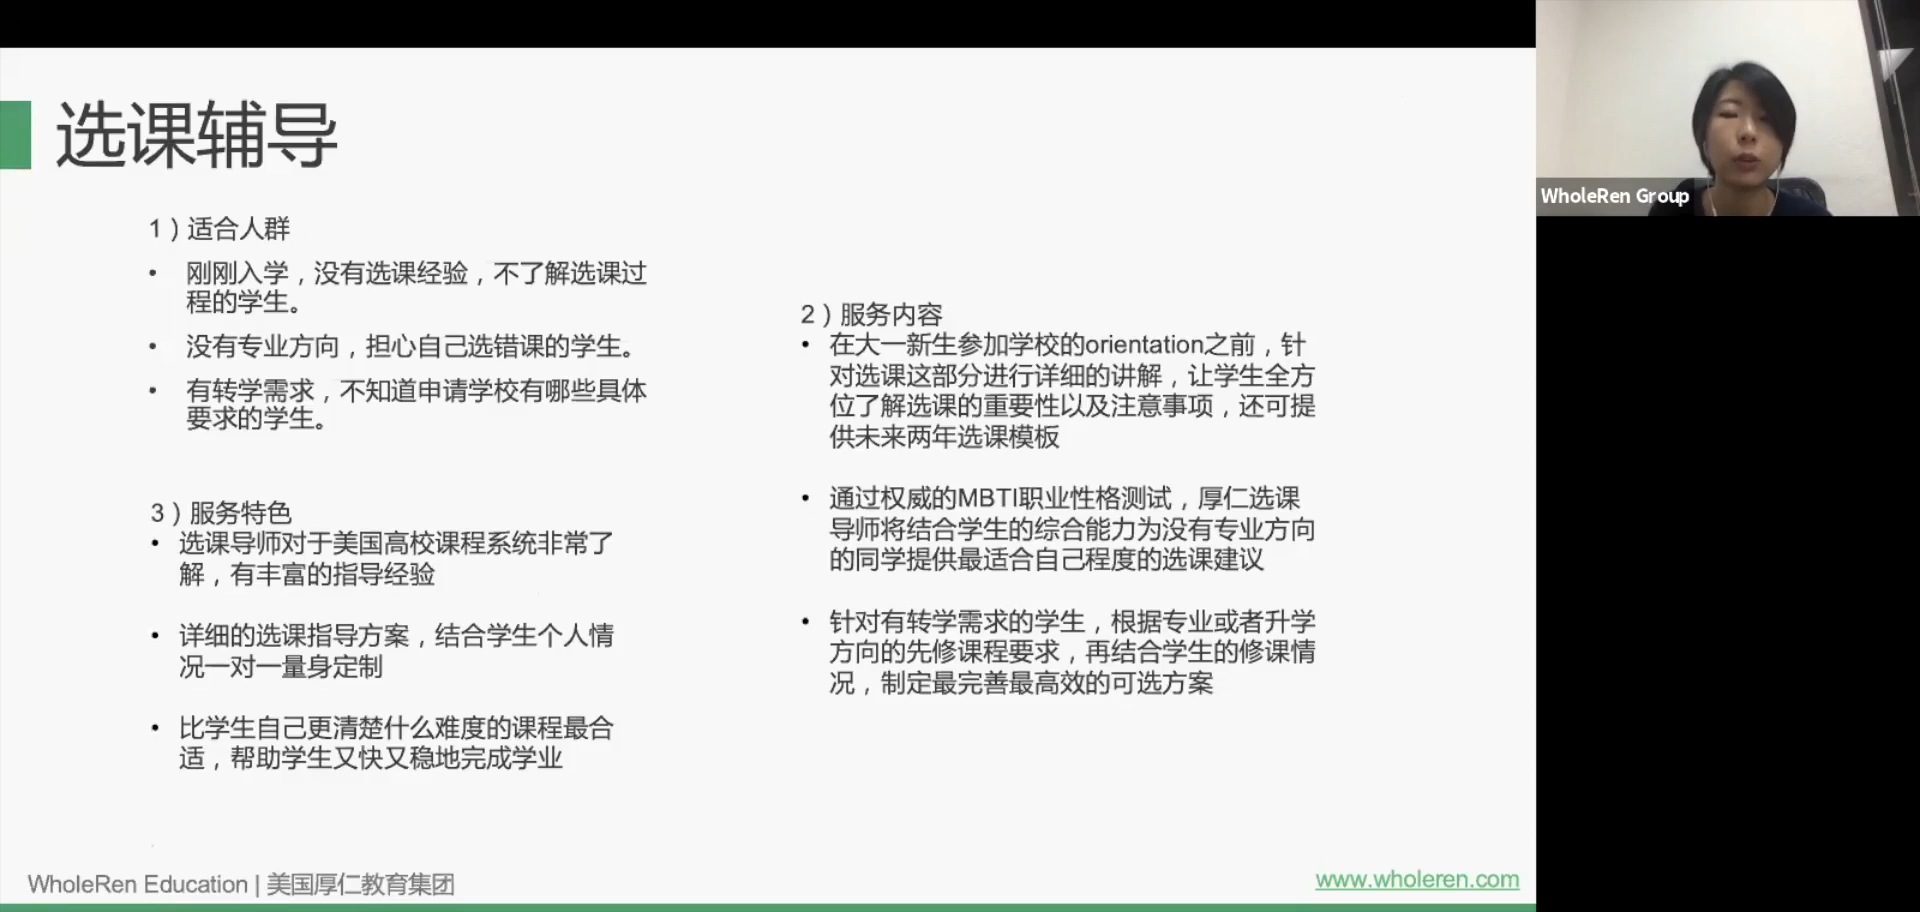 选课辅导
1）适合人群
• 刚刚入学，没有选课经验，不了解选课过
程的学生。
• 没有专业方向，担心自己选错课的学生。
• 有转学需求，不知道申请学校有哪些具体
要求的学生。
2）服务内容
• 在大一新生参加学校的orientation之前，针
对选课这部分进行详细的讲解，让学生全方
位了解选课的重要性以及注意事项，还可提
供未来两年选课模板
• 通过权威的MBTI职业性格测试，厚仁选课
导师将结合学生的综合能力为没有专业方向
的同学提供最适合自己程度的选课建议
• 针对有转学需求的学生，根据专业或者升学
方向的先修课程要求，再结合学生的修课情
况，制定最完善最高效的可选方案
3）服务特色
• 选课导师对于美国高校课程系统非常了
解，有丰富的指导经验
• 详细的选课指导方案，结合学生个人情
况一对一量身定制
• 比学生自己更清楚什么难度的课程最合
适，帮助学生又快又稳地完成学业
WholeRen Education | 美国厚仁教育集团
www.wholeren.com
WholeRen Group